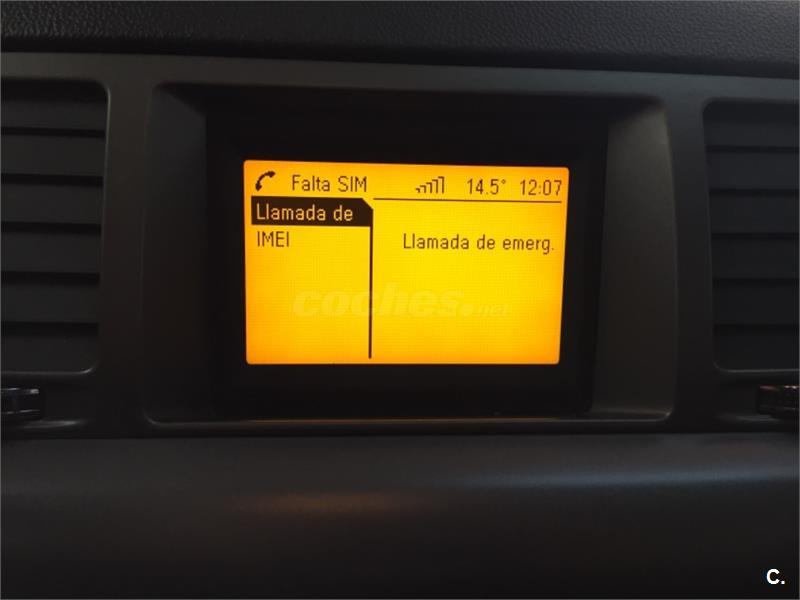 Falta SIM 14.5° 12:07
Llamada de
IMEI
Llamada de emerg.
coches.net
C.